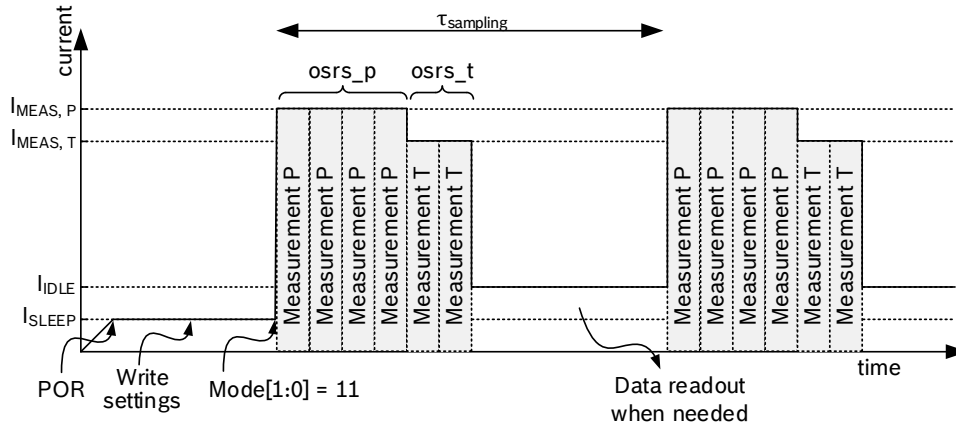 τsampling
current
osrs_p
osrs_t
IMEAS, P
IMEAS, T
IIDLE
ISLEEP
Measurement P
Measurement P
Measurement P
Measurement P
Measurement T
Measurement T
Measurement P
Measurement P
Measurement P
Measurement P
Measurement T
Measurement T
time
POR
Write
settings
Mode[1:0] = 11
Data readout
when needed